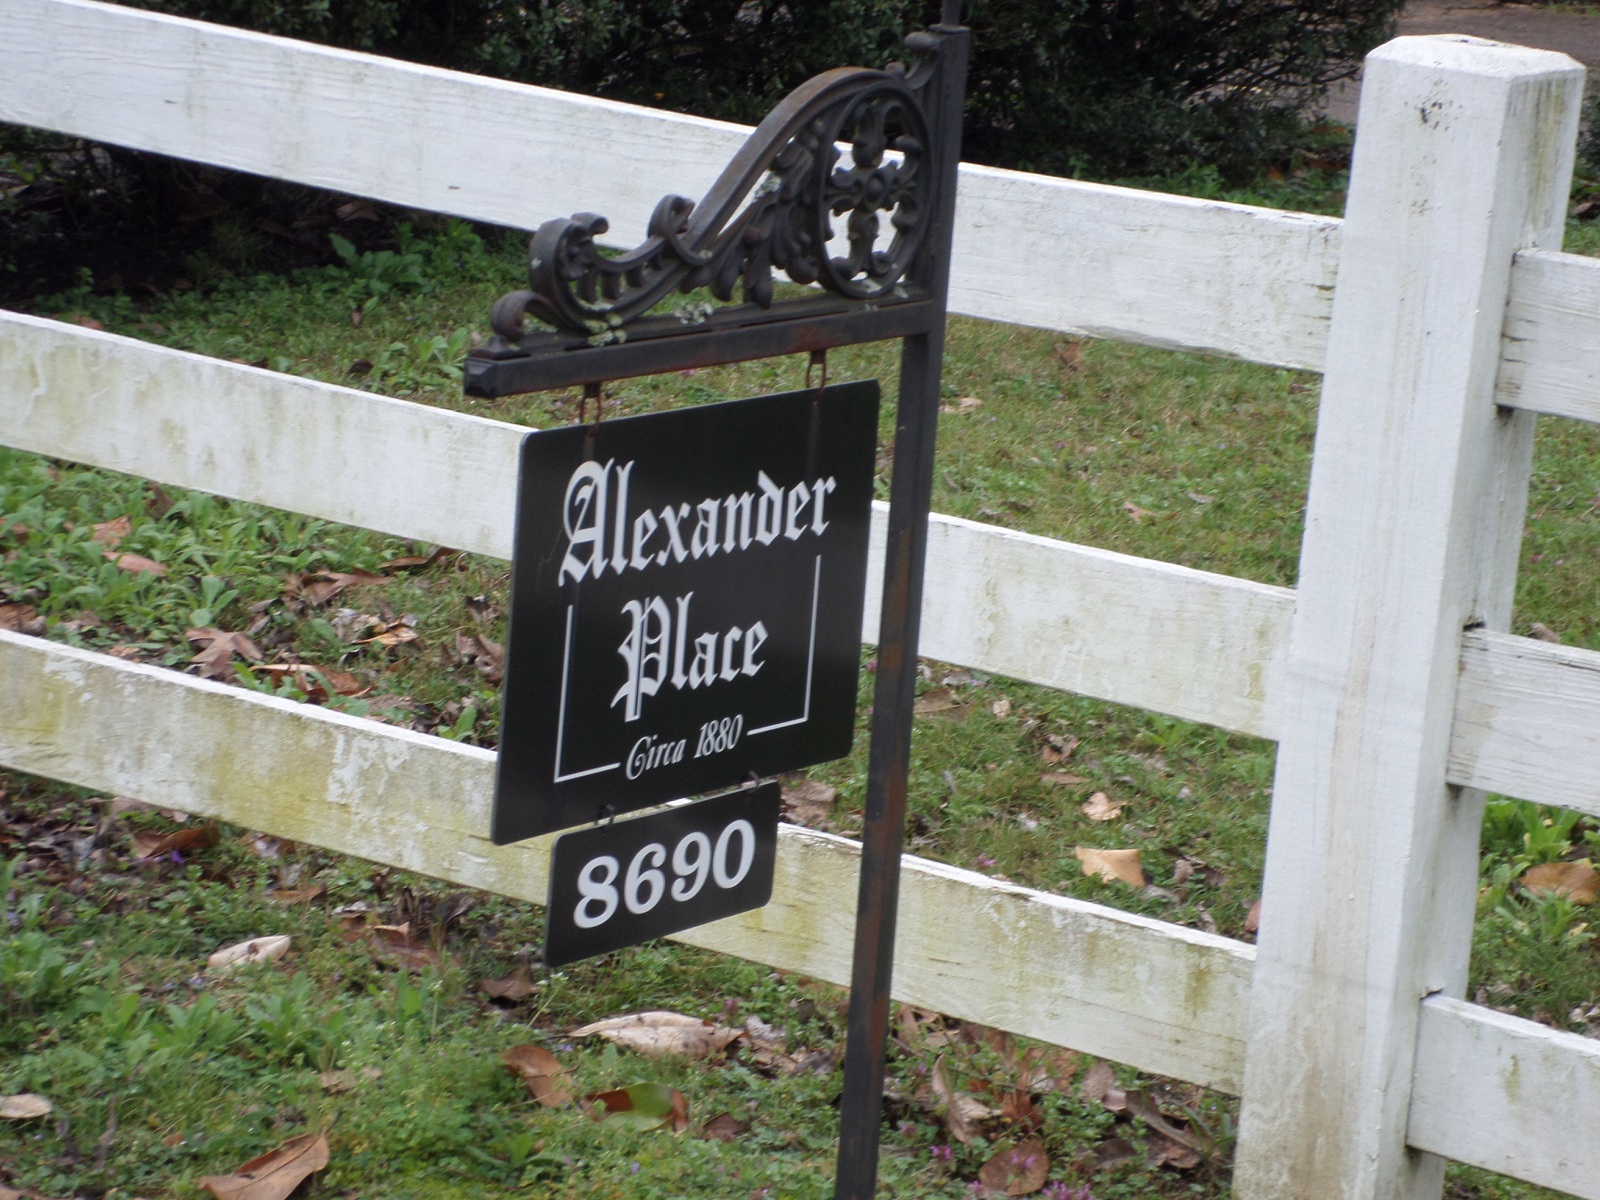 Alexander
Place
Circa 1880
8690